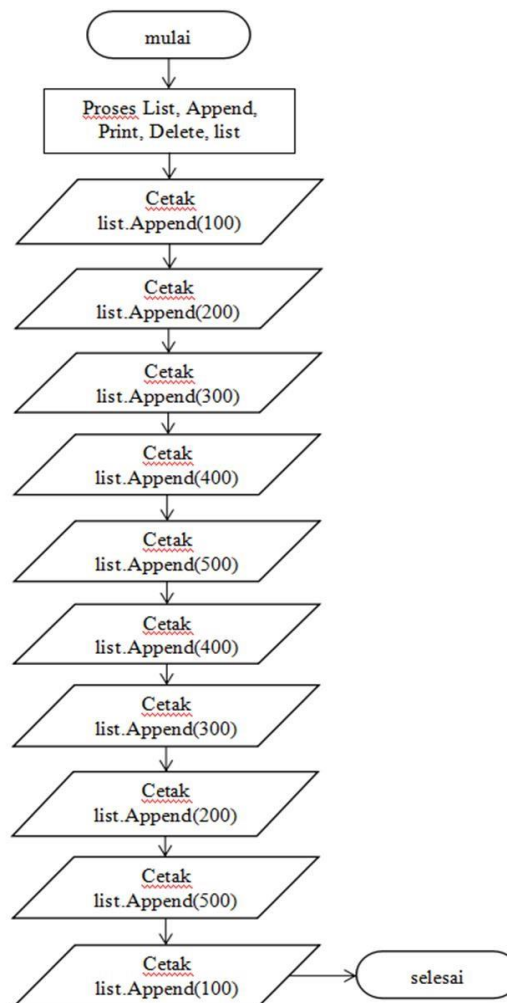 mulai
Proses List, Append,
Print, Delete, list
Cetak
list.Append(100)
Cetak
list.Append(200)
Cetak
list.Append(300)
Cetak
list.Append(400)
Cetak
list.Append(500)
Cetak
list.Append(400)
Cetak
list.Append(300)
Cetak
list.Append(200)
Cetak
list.Append(500)
Cetak
list.Append(100)
selesai